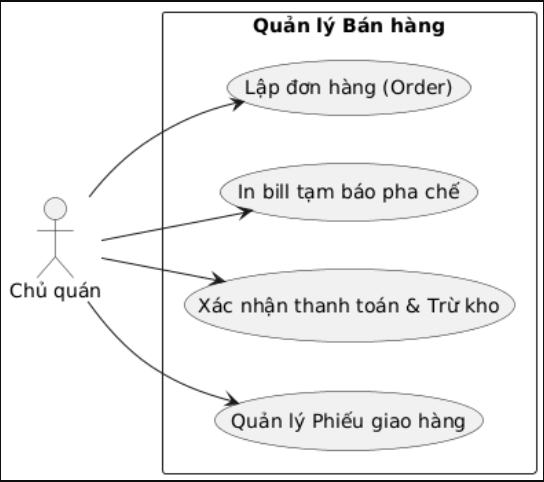 Quản lý Bán hàng
Lập đơn hàng (Order)
In bill tạm báo pha chế
Chủ quán
Xác nhận thanh toán & Trừ kho
Quản lý Phiếu giao hàng